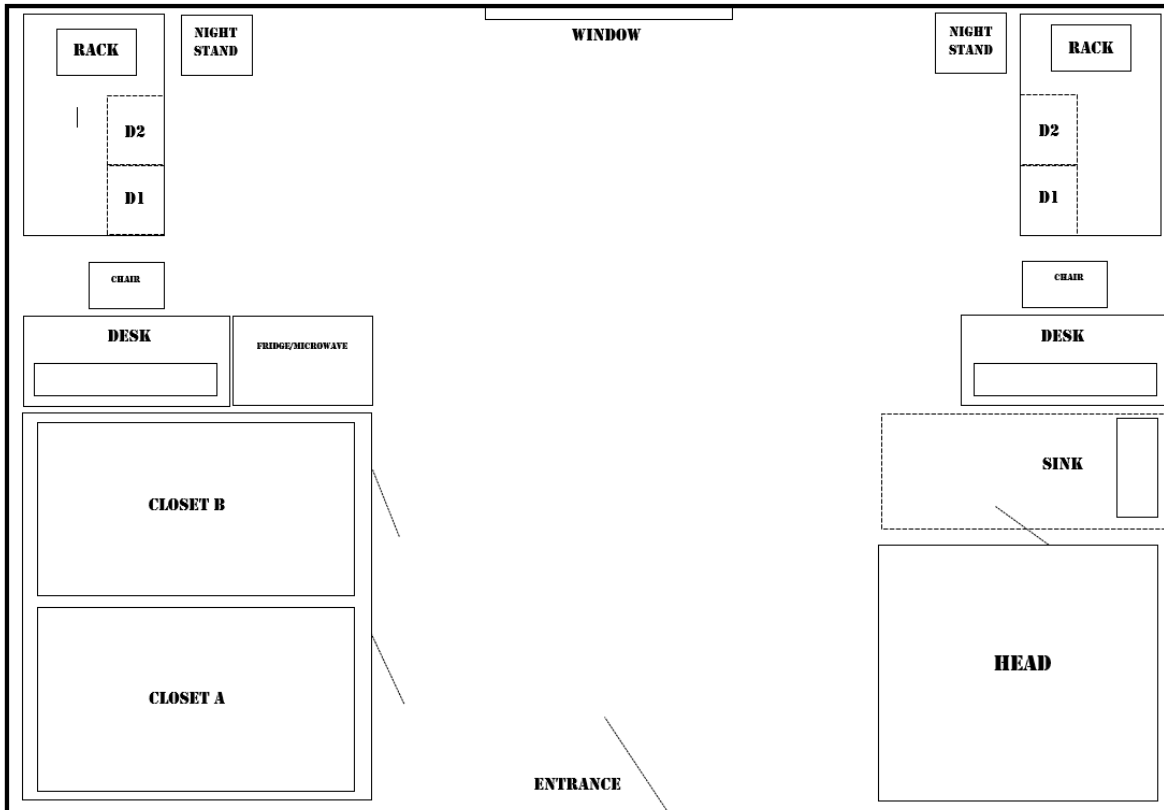 RACK
NIGHT
STAND
WINDOW
NIGHT
STAND
RACK
D2
D2
D1
D1
CHAIR
CHAIR
DESK
FRIDGE/MICROWAVE
DESK
SINK
CLOSET B
HEAD
CLOSET A
ENTRANCE